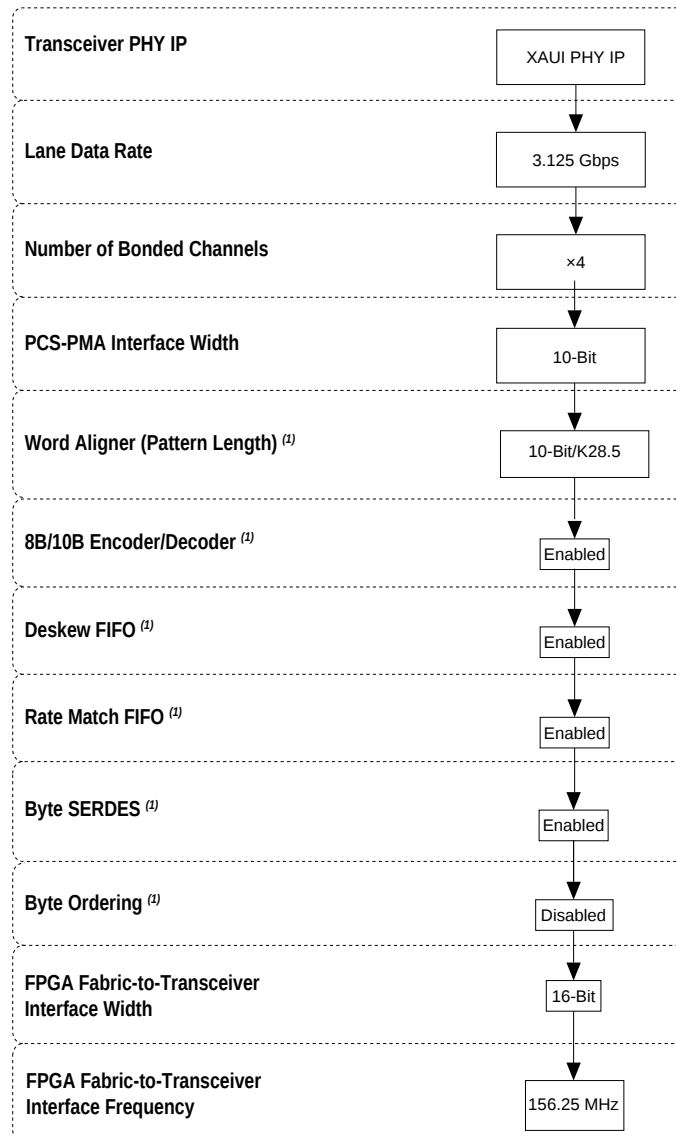 Transceiver PHY IP
XAUI PHY IP
Lane Data Rate
3.125 Gbps
Number of Bonded Channels
×4
PCS-PMA Interface Width
10-Bit
Word Aligner (Pattern Length) (1)
10-Bit/K28.5
8B/10B Encoder/Decoder (1)
Enabled
Deskew FIFO (1)
Enabled
Rate Match FIFO (1)
Enabled
Byte SERDES (1)
Enabled
Byte Ordering (1)
Disabled
FPGA Fabric-to-Transceiver
Interface Width
16-Bit
FPGA Fabric-to-Transceiver
Interface Frequency
156.25 MHz